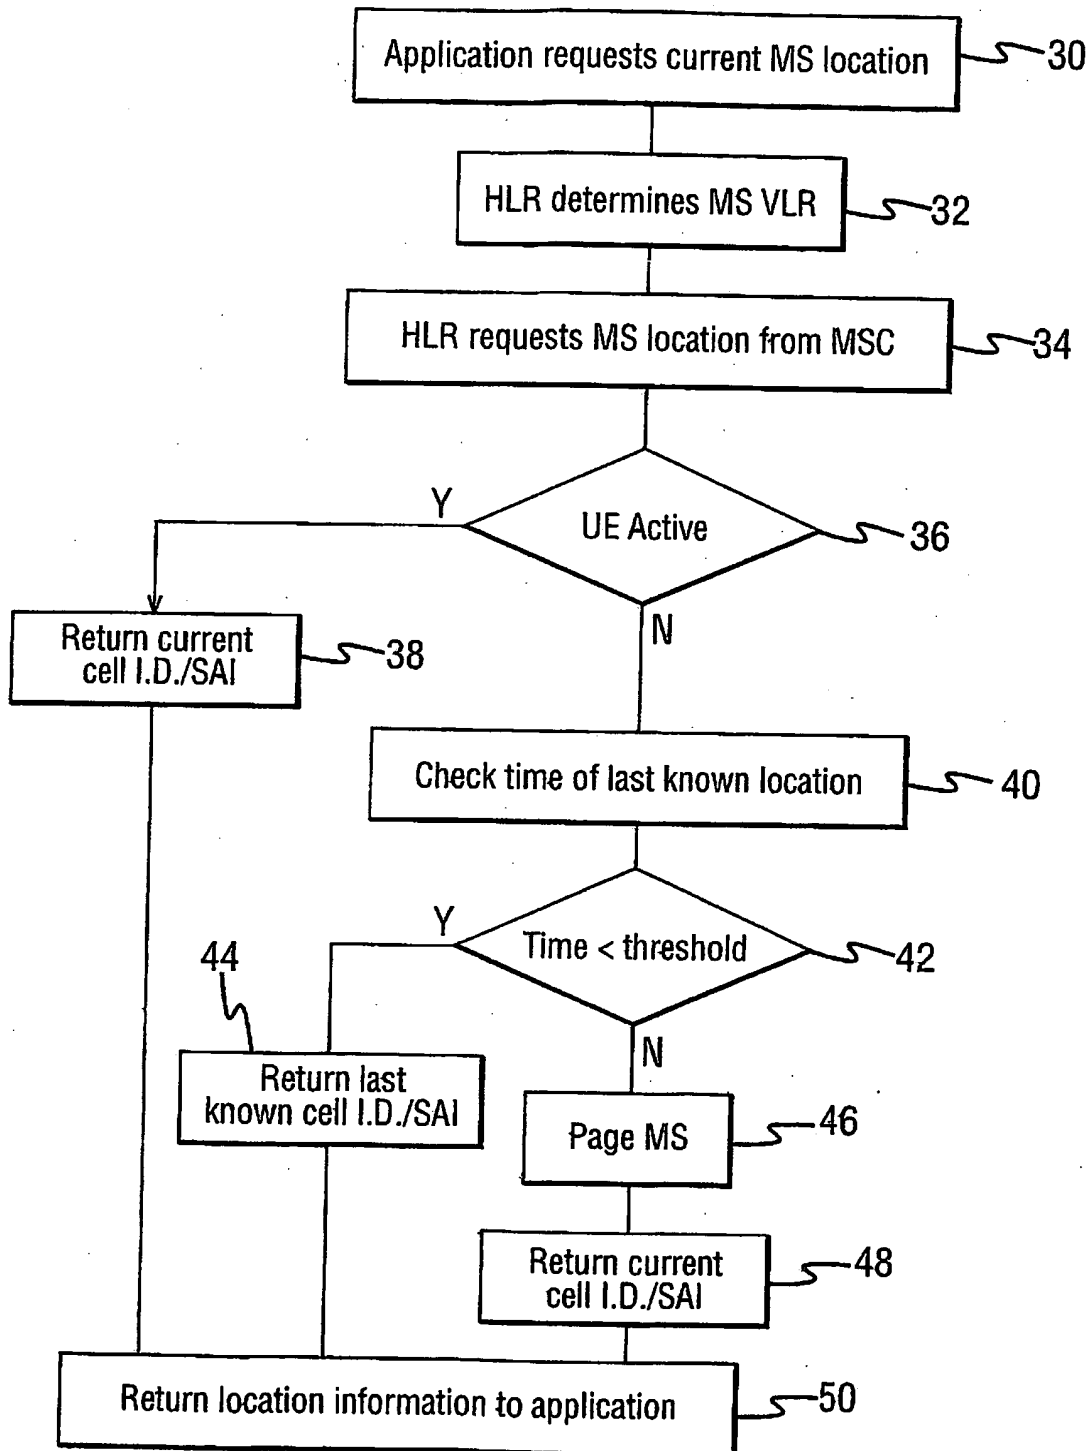 Application requests current MS location
30
HLR determines MS VLR
32
HLR requests MS location from MSC
34
Y
UE Active
36
N
Return current
cell I.D./SAI
38
Check time of last known location
40
Y
Time < threshold
42
44
N
Return last
known cell I.D./SAI
Page MS
46
Return current
cell I.D./SAI
48
Return location information to application
50